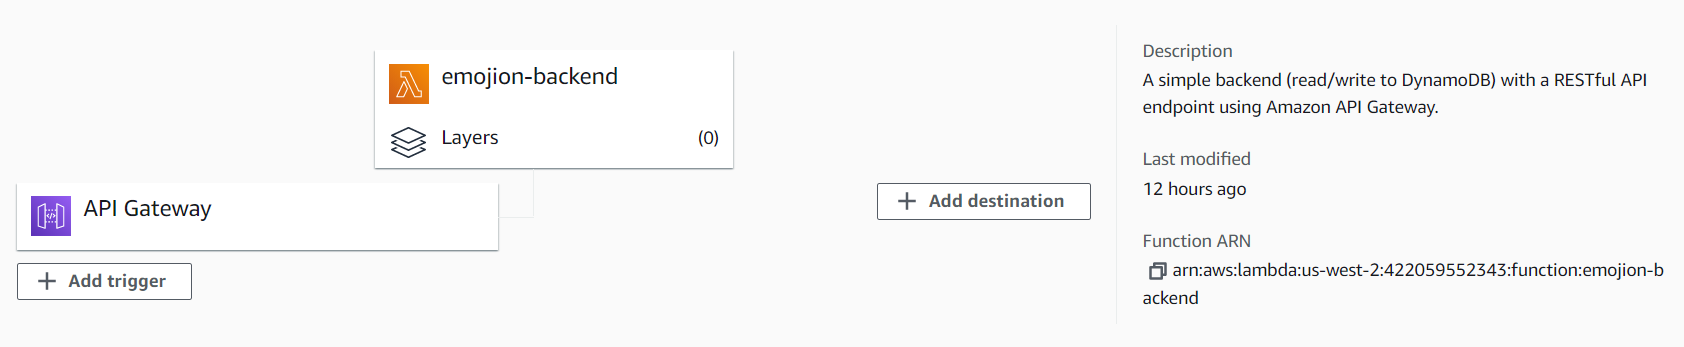 emojion-backend
Layers (0)
API Gateway
Add trigger
Add destination
Description
A simple backend (read/write to DynamoDB) with a RESTful API
endpoint using Amazon API Gateway.
Last modified
12 hours ago
Function ARN
arn:aws:lambda:us-west-2:422059552343:function:emojion-b
ackend